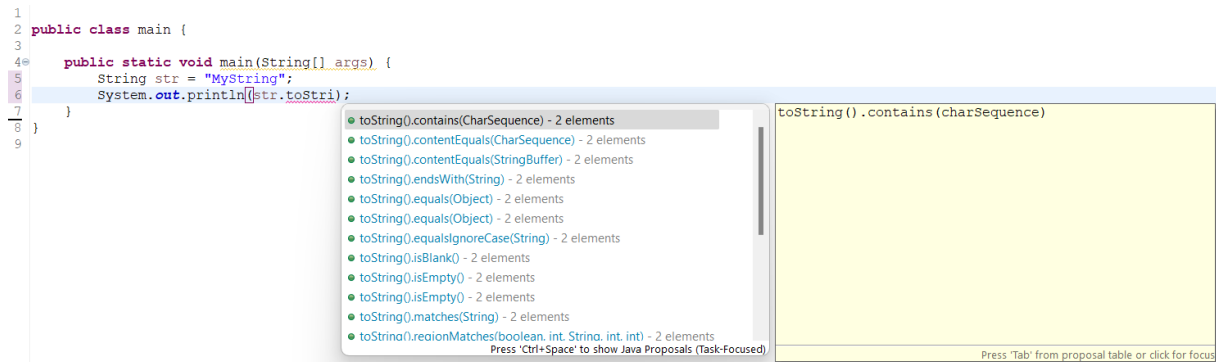 1
2 public class main {
3
4 public static void main(String[] args) {
5 String str = "MyString";
6 System.out.println(str.toStri);
7 }
8 }
9
toString().contains(CharSequence) - 2 elements
toString().contentEquals(CharSequence) - 2 elements
toString().contentEquals(StringBuffer) - 2 elements
toString().endsWith(String) - 2 elements
toString().equals(Object) - 2 elements
toString().equals(Object) - 2 elements
toString().equalsIgnoreCase(String) - 2 elements
toString().isBlank() - 2 elements
toString().isEmpty() - 2 elements
toString().isEmpty() - 2 elements
toString().matches(String) - 2 elements
toString().regionMatches(boolean, int, String, int, int) - 2 elements
Press 'Ctrl+Space' to show Java Proposals (Task-Focused)
toString().contains(charSequence)
Press 'Tab' from proposal table or click for focus